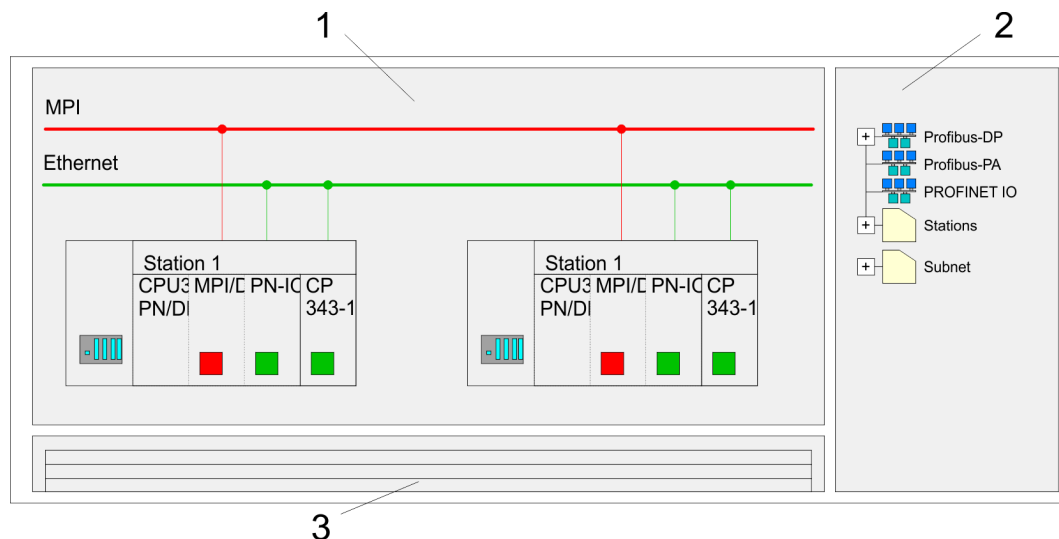 1
2
MPI
Ethernet
Profibus-DP
Profibus-PA
PROFINET IO
Stations
Subnet
Station 1
CPU3 MPI/D PN-IO CP
PN/DI 343-1
Station 1
CPU3 MPI/D PN-IO CP
PN/DI 343-1
3